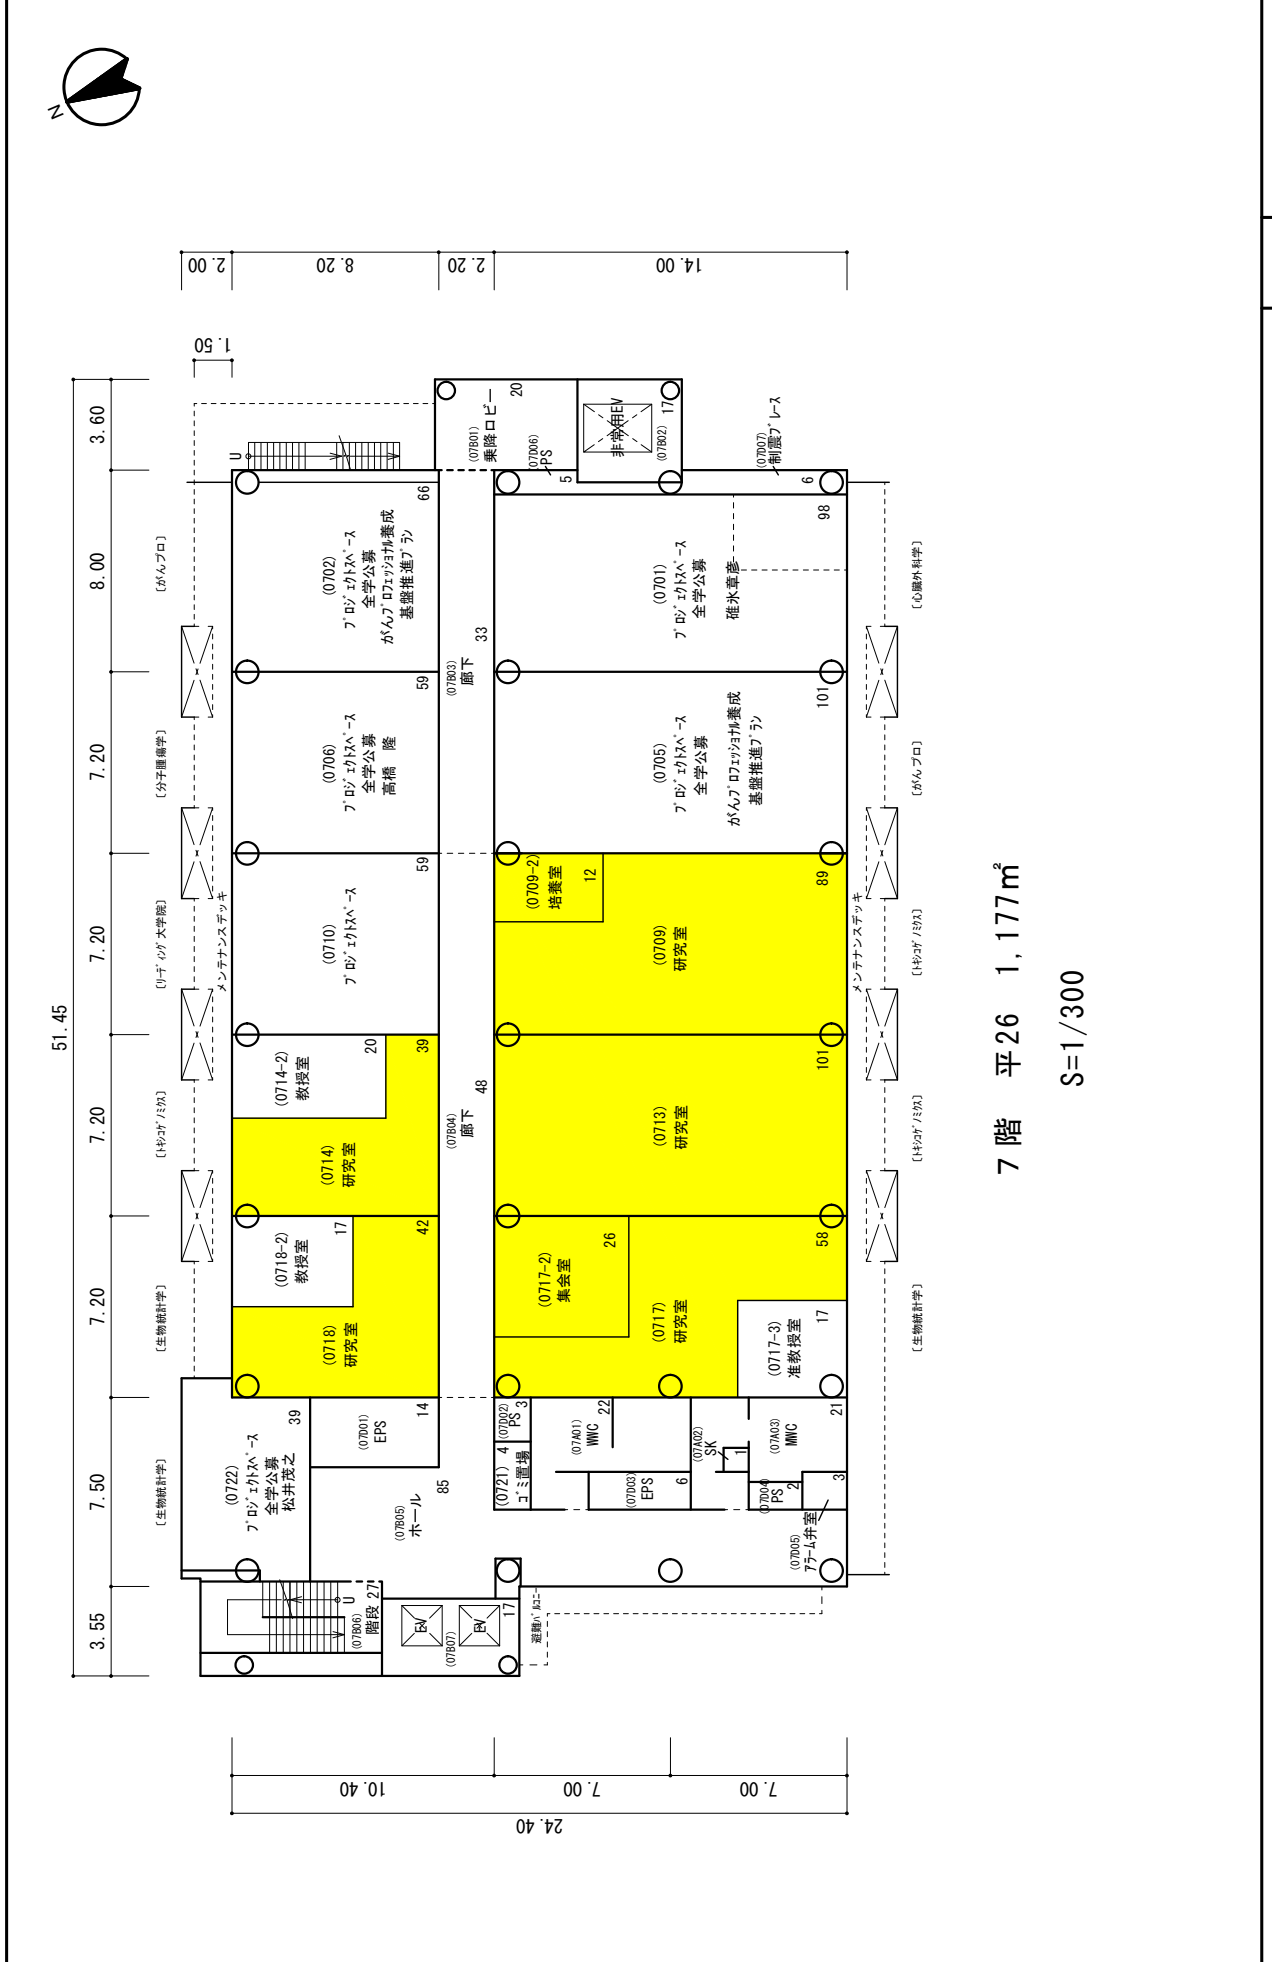 N
51.45
3.55
7.50
7.20
7.20
7.20
7.20
8.00
3.60
1.50
2.00
8.20
2.20
14.00
10.40
7.00
7.00
24.40
[生物統計学]
[生物統計学]
[ﾄｷｼｺｹﾞﾉﾐｸｽ]
[ﾘｰﾃﾞｨﾝｸﾞ大学院]
[分子腫瘍学]
[がんプロ]
メンテナンスデッキ
(0722)
ﾌﾟﾛｼﾞｪｸﾄｽﾍﾟｰｽ
全学公募
松井茂之
39
(0718)
研究室
42
(0718-2)
教授室
17
(0714)
研究室
39
(0714-2)
教授室
20
(0710)
ﾌﾟﾛｼﾞｪｸﾄｽﾍﾟｰｽ
59
(0706)
ﾌﾟﾛｼﾞｪｸﾄｽﾍﾟｰｽ
全学公募
高橋 隆
59
(0702)
ﾌﾟﾛｼﾞｪｸﾄｽﾍﾟｰｽ
全学公募
がんﾌﾟﾛﾌｪｯｼｮﾅﾙ養成
基盤推進ﾌﾟﾗﾝ
66
U
(07B06)
階段 27
U
(07B07)
EV
EV
17
避難ﾊﾞﾙｺﾆｰ
(07D01)
EPS
14
(07B05)
ホール
85
(07B04)
廊下
48
(07B03)
廊下
33
(07B01)
乗降ロビー
20
(07D06)
PS
5
非常用EV
(07B02)
17
(07D07)
制震ﾌﾞﾚｰｽ
6
(0721)
ｺﾞﾐ置場
4
(07D02)
PS
3
(07A01)
WWC
22
(07D03)
EPS
6
(07A02)
SK
1
(07A03)
MWC
21
(07D04)
PS
2
(07D05)
ｱﾗｰﾑ弁室
3
(0717-2)
集会室
26
(0717)
研究室
58
(0717-3)
准教授室
17
(0713)
研究室
101
(0709-2)
培養室
12
(0709)
研究室
89
(0705)
ﾌﾟﾛｼﾞｪｸﾄｽﾍﾟｰｽ
全学公募
がんﾌﾟﾛﾌｪｯｼｮﾅﾙ養成
基盤推進ﾌﾟﾗﾝ
101
(0701)
ﾌﾟﾛｼﾞｪｸﾄｽﾍﾟｰｽ
全学公募
碓氷章彦
98
メンテナンスデッキ
[生物統計学]
[ﾄｷｼｺｹﾞﾉﾐｸｽ]
[ﾄｷｼｺｹﾞﾉﾐｸｽ]
[がんプロ]
[心臓外科学]
7階 平26 1,177㎡
S=1/300